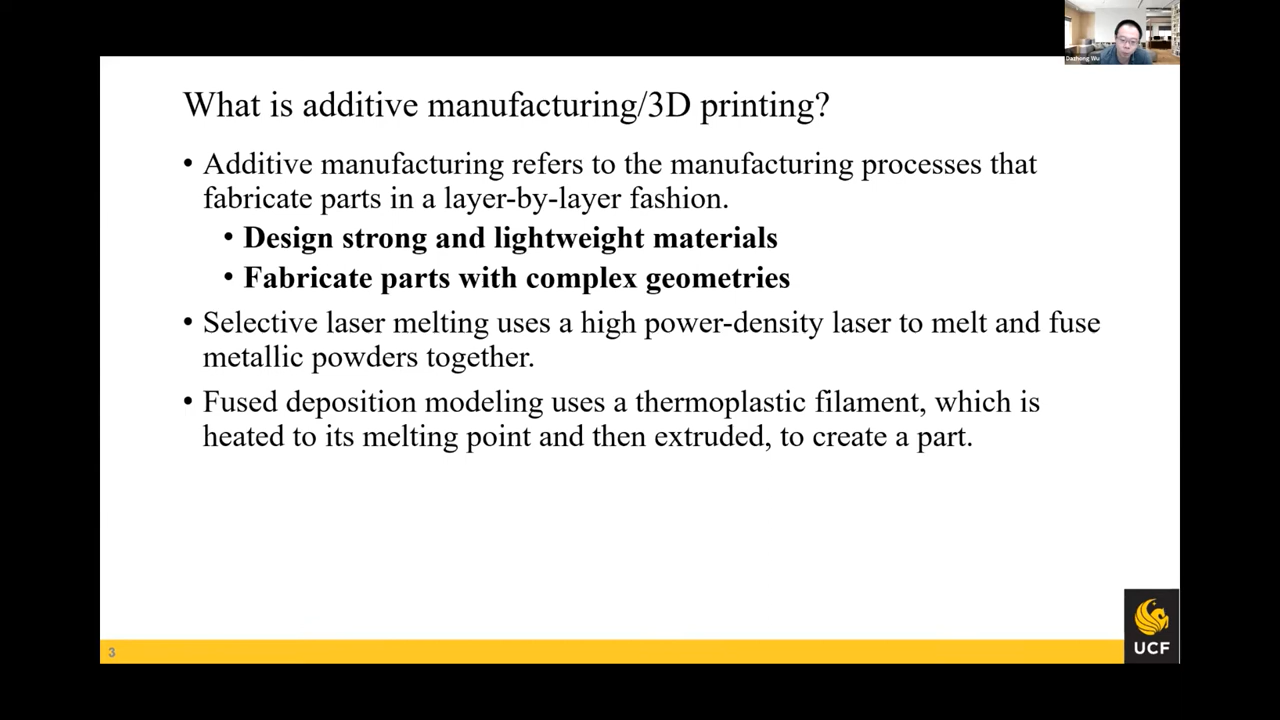 Dazhong Wu
What is additive manufacturing/3D printing?
• Additive manufacturing refers to the manufacturing processes that
fabricate parts in a layer-by-layer fashion.
• Design strong and lightweight materials
• Fabricate parts with complex geometries
• Selective laser melting uses a high power-density laser to melt and fuse
metallic powders together.
• Fused deposition modeling uses a thermoplastic filament, which is
heated to its melting point and then extruded, to create a part.
3
UCF